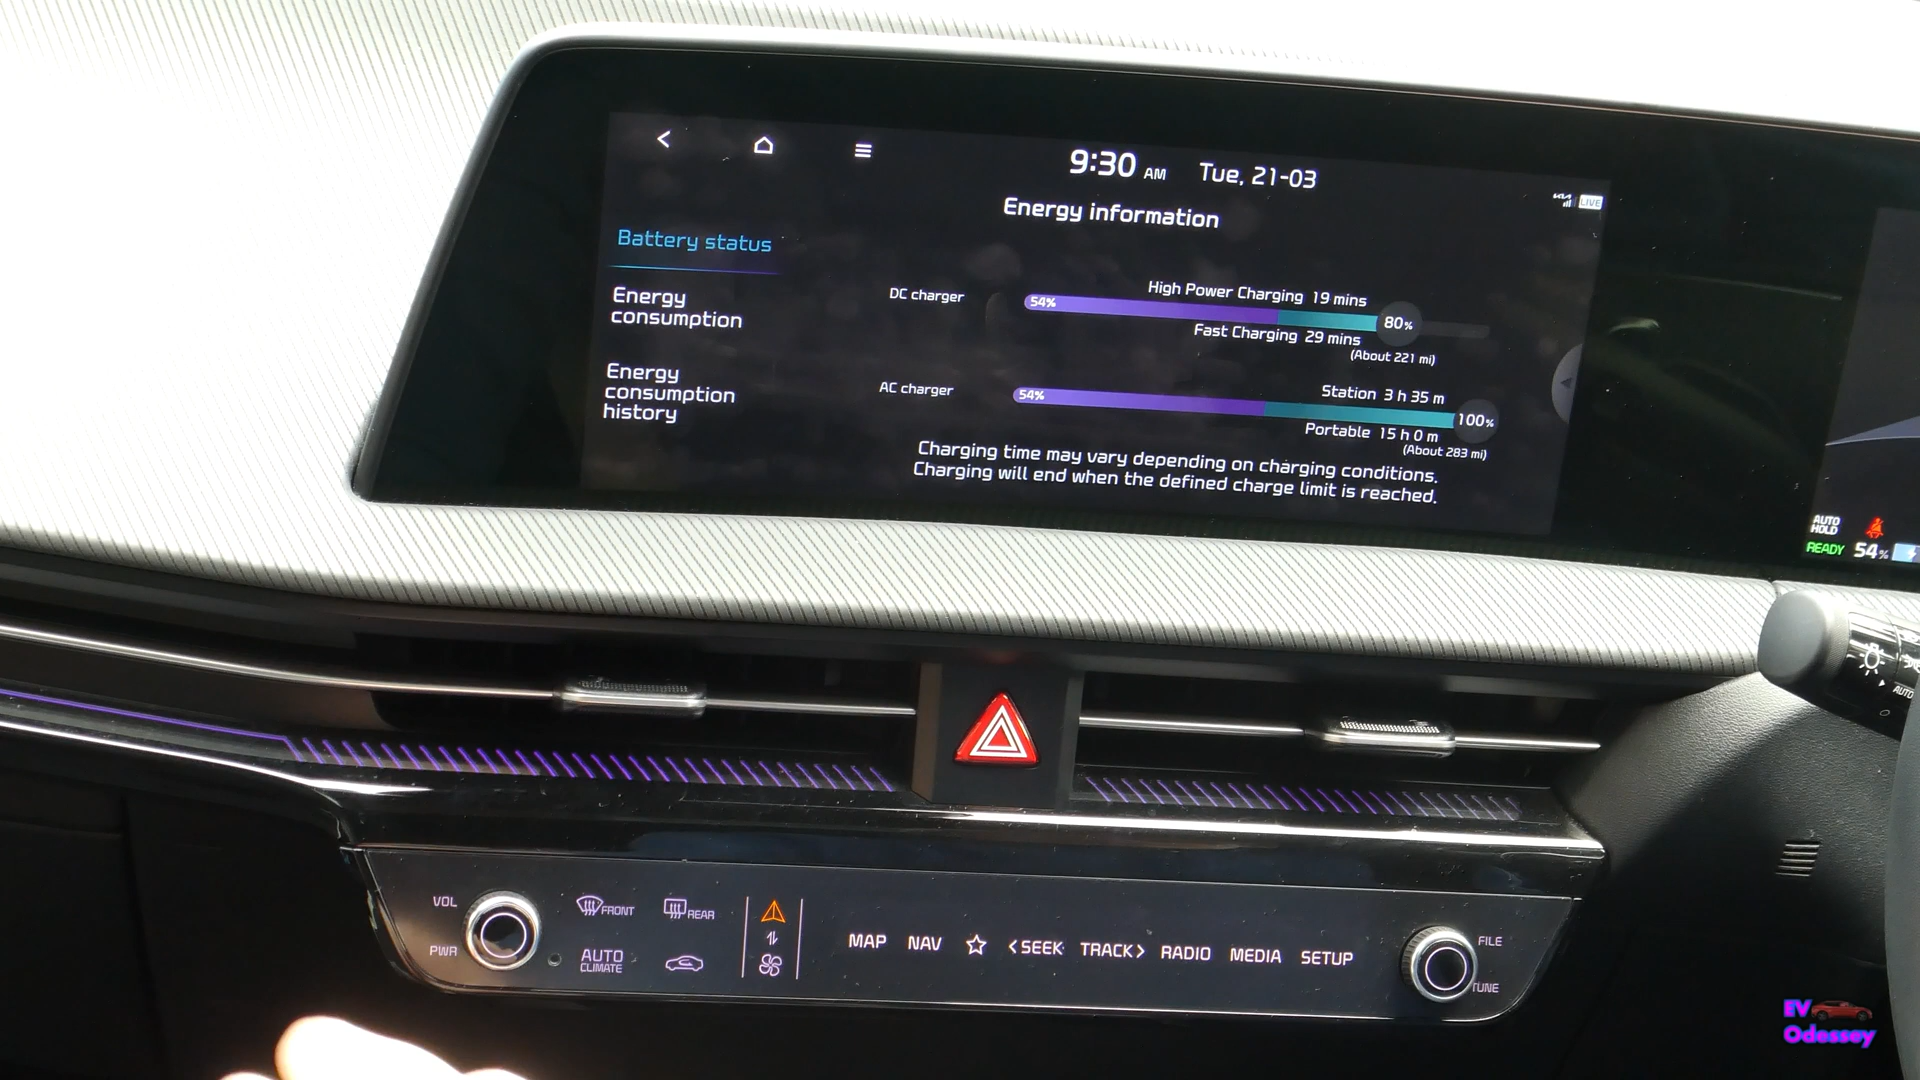 9:30 AM Tue, 21-03
LIVE
Energy information
Battery status
Energy
consumption
Energy
consumption
history
DC charger
High Power Charging 19 mins
54%
80%
Fast Charging 29 mins
(About 221 mi)
AC charger
Station 3 h 35 m
54%
100%
Portable 15 h 0 m
(About 283 mi)
Charging time may vary depending on charging conditions.
Charging will end when the defined charge limit is reached.
AUTO
HOLD
READY 54%
AUTO
VOL
PWR
FRONT
REAR
AUTO
CLIMATE
MAP NAV <SEEK TRACK> RADIO MEDIA SETUP
FILE
TUNE
EV
Odessey